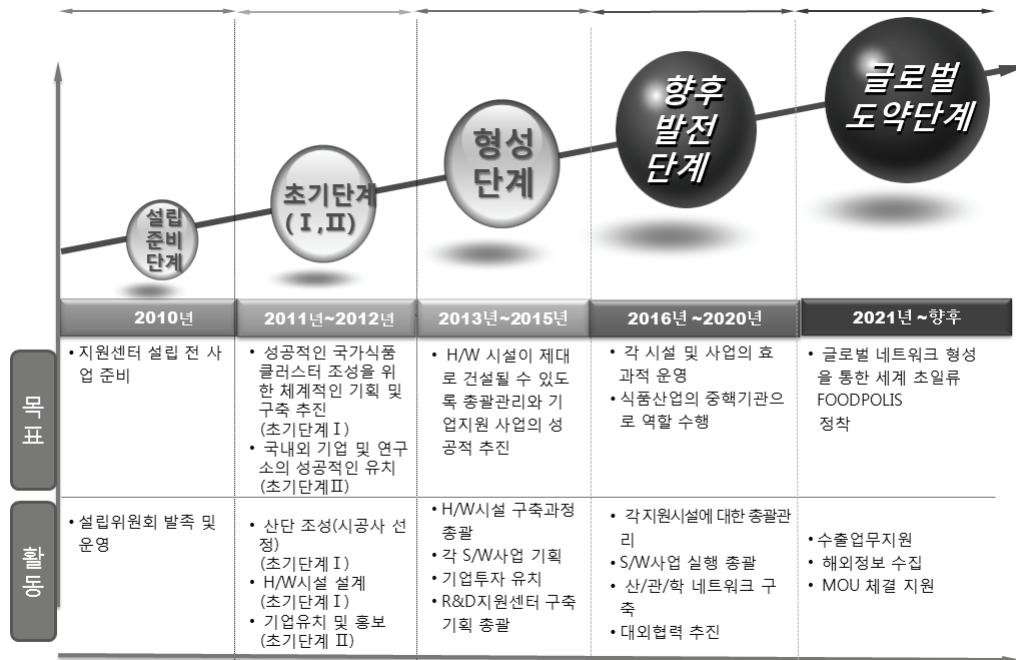 설립
준비
단계
초기단계
(Ⅰ,Ⅱ)
형성
단계
향후
발전
단계
글로벌
도약단계
2010년
2011년~2012년
2013년~2015년
2016년 ~2020년
2021년 ~향후
목
표
• 지원센터 설립 전 사
업 준비
• 성공적인 국가식품
클러스터 조성을 위
한 체계적인 기획 및
구축 추진
(초기단계Ⅰ)
• 국내외 기업 및 연구
소의 성공적인 유치
(초기단계Ⅱ)
• H/W 시설이 제대
로 건설될 수 있도
록 총괄관리와 기
업지원 사업의 성
공적 추진
• 각 시설 및 사업의 효
과적 운영
• 식품산업의 중핵기관으
로 역할 수행
• 글로벌 네트워크 형성
을 통한 세계 초일류
FOODPOLIS
정착
활
동
• 설립위원회 발족 및
운영
• 산단 조성(시공사 선
정)
(초기단계Ⅰ)
• H/W시설 설계
(초기단계Ⅰ)
• 기업유치 및 홍보
(초기단계 Ⅱ)
• H/W시설 구축과정
총괄
• 각 S/W사업 기획
• 기업투자 유치
• R&D지원센터 구축
기획 총괄
• 각 지원시설에 대한 총괄관
리
• S/W사업 실행 총괄
• 산/관/학 네트워크 구
축
• 대외협력 추진
• 수출업무지원
• 해외정보 수집
• MOU 체결 지원